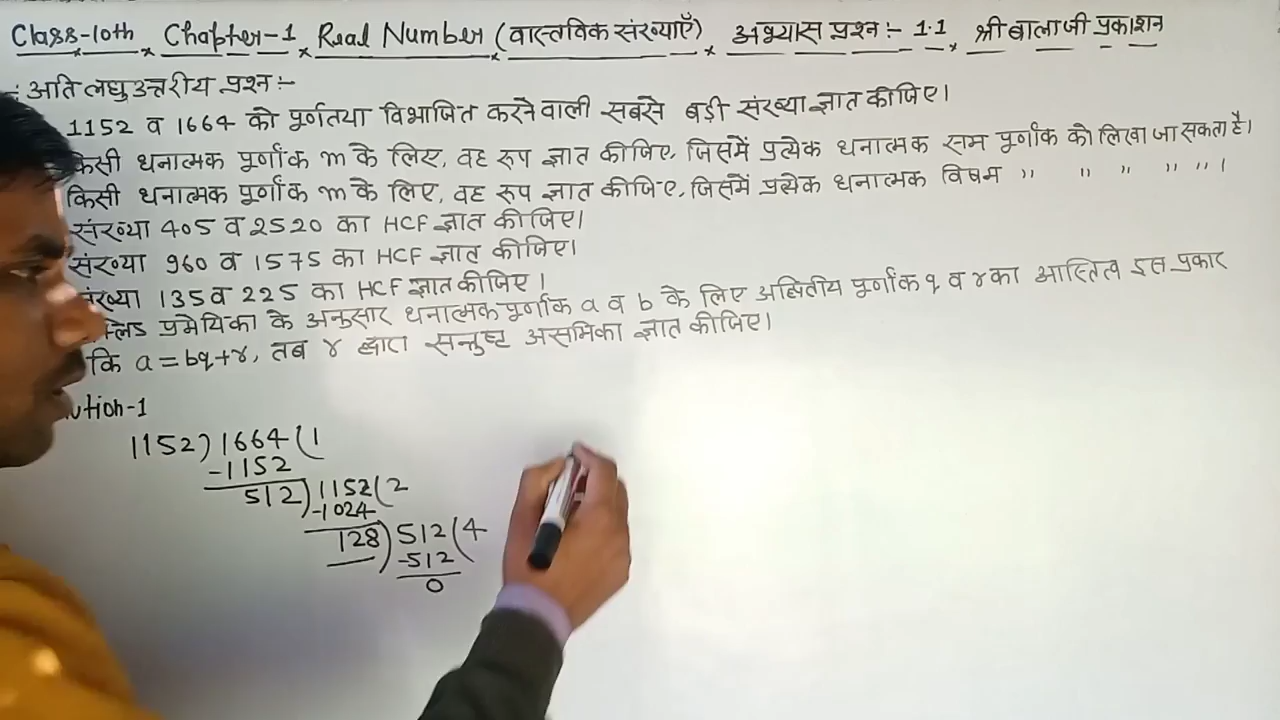 Class-10th Chapter-1 Real Number (वास्तविक संख्याएँ) अभ्यास प्रश्न :- 1.1 श्री बालाजी प्रकाशन
अति लघु उत्तरीय प्रश्न :-
1152 व 1664 को पूर्णतया विभाजित करने वाली सबसे बड़ी संख्या ज्ञात कीजिए।
किसी धनात्मक पूर्णांक m के लिए, वह रूप ज्ञात कीजिए, जिसमें प्रत्येक धनात्मक सम पूर्णांक को लिखा जा सकता है।
किसी धनात्मक पूर्णांक m के लिए, वह रूप ज्ञात कीजिए, जिसमें प्रत्येक धनात्मक विषम " " " " " "।
संख्या 405 व 2520 का HCF ज्ञात कीजिए।
संख्या 960 व 1575 का HCF ज्ञात कीजिए।
संख्या 135 व 225 का HCF ज्ञात कीजिए।
प्रमेयिका के अनुसार धनात्मक पूर्णांक a व b के लिए अद्वितीय पूर्णांक q व r का अस्तित्व इस प्रकार
कि a = bq + r, तब r द्वारा सन्तुष्ट असमिका ज्ञात कीजिए।
ution-1
1152) 1664 (1
-1152
512) 1152 (2
-1024
128) 512 (4
-512
0